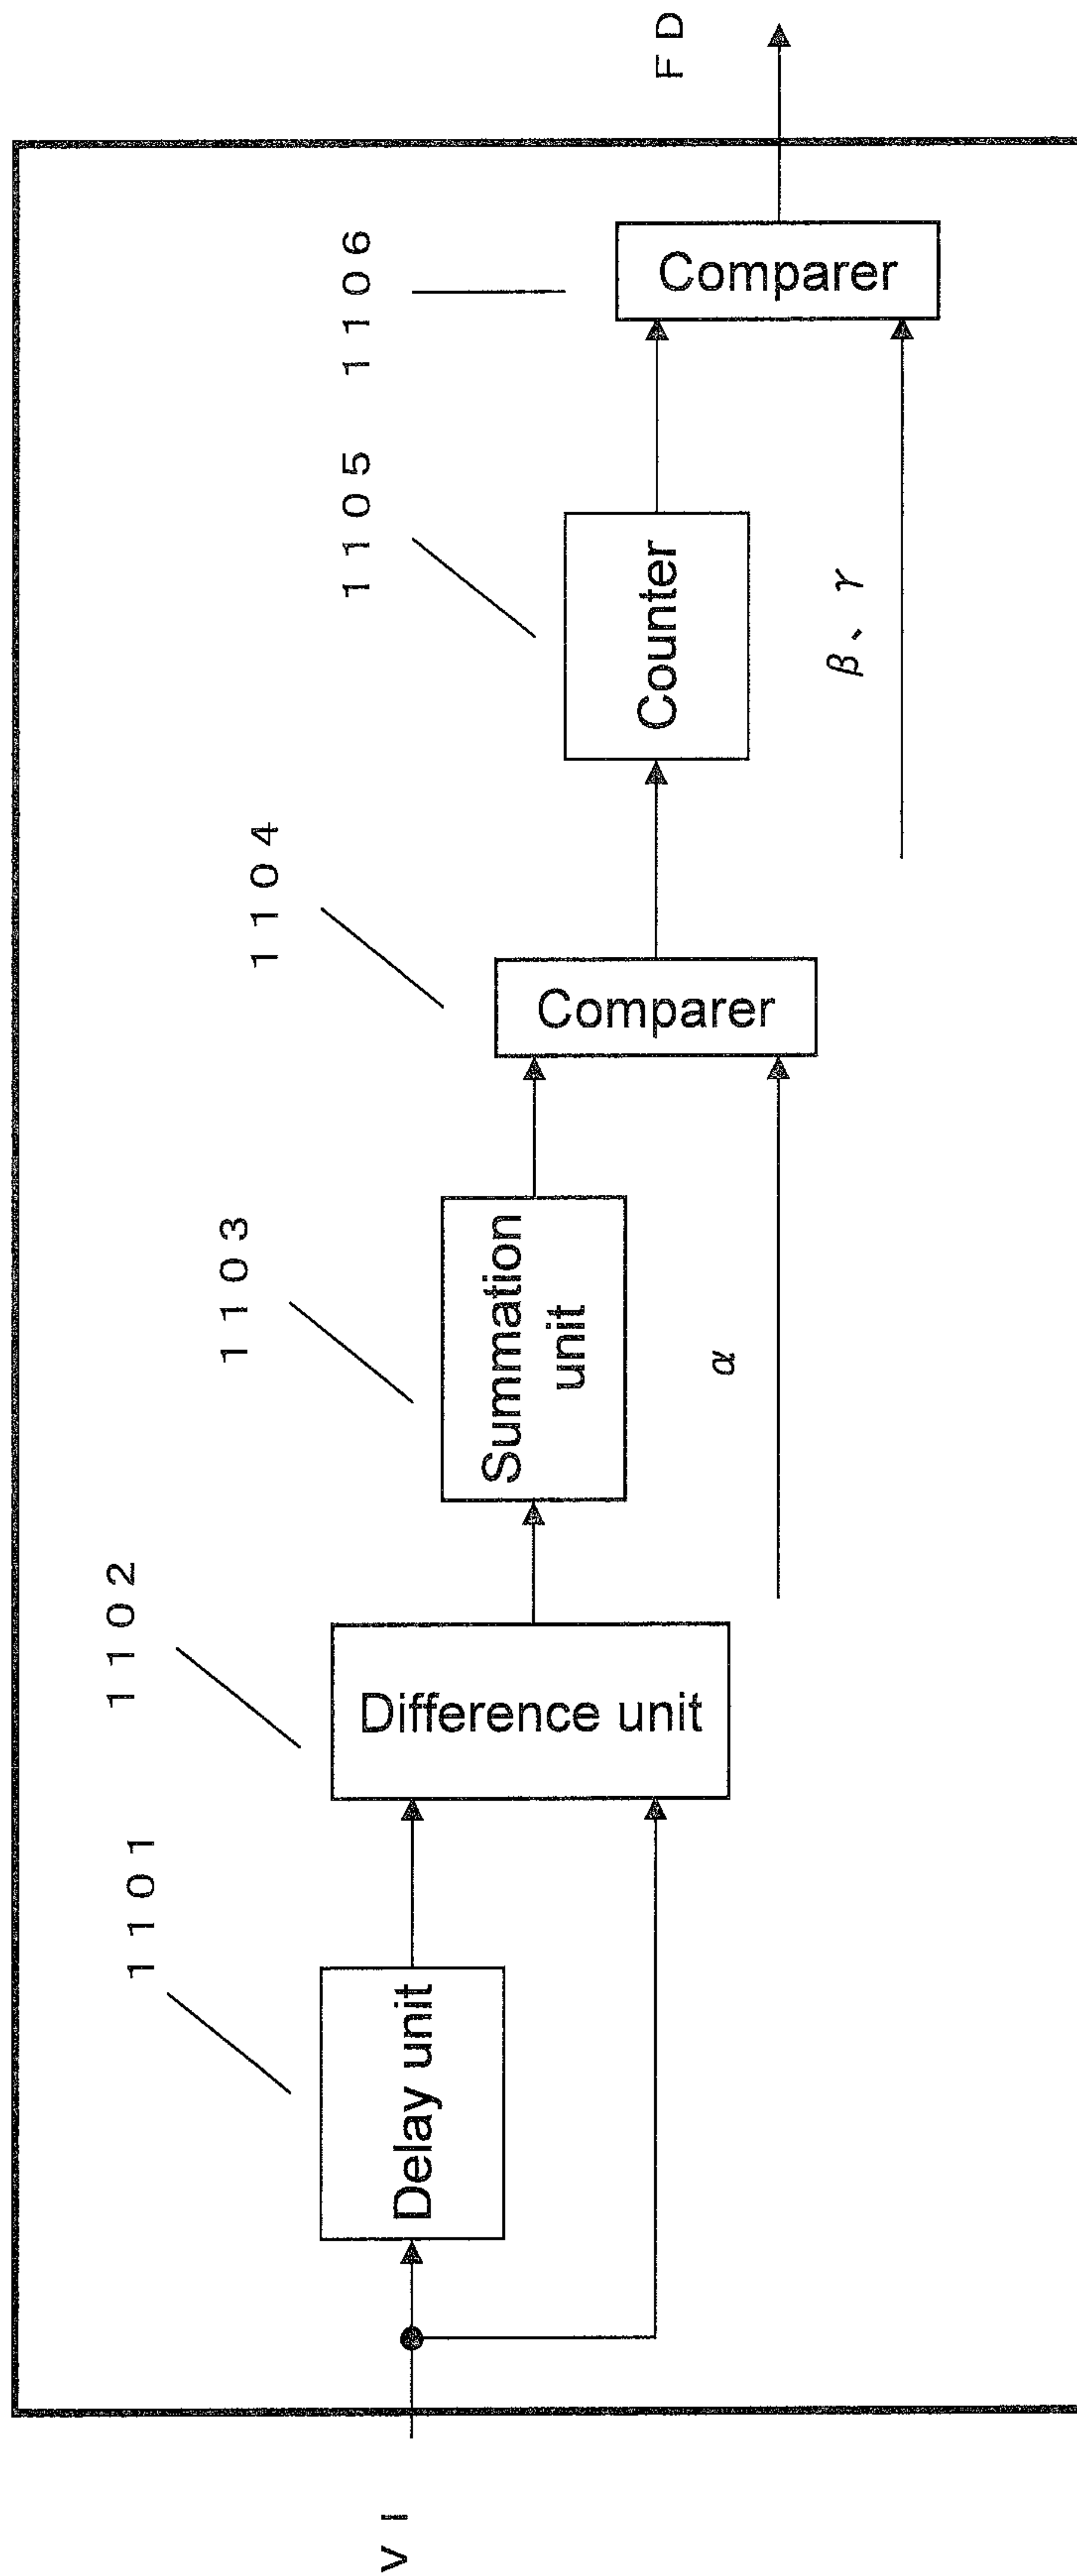 VI
1101
Delay unit
1102
Difference unit
1103
Summation
unit
α
1104
Comparer
1105
Counter
β、γ
1106
Comparer
FD